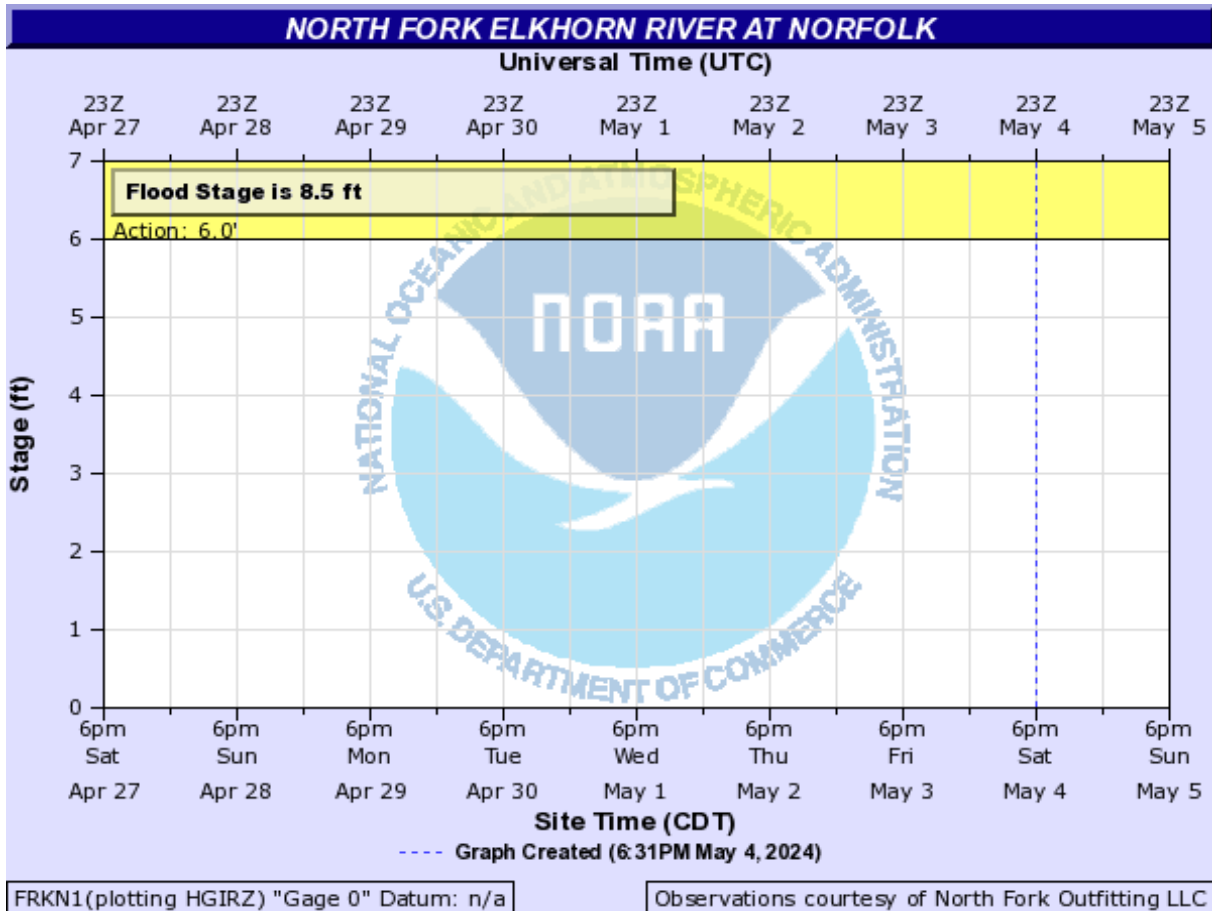 NORTH FORK ELKHORN RIVER AT NORFOLK
Universal Time (UTC)
23Z 23Z 23Z 23Z 23Z 23Z 23Z 23Z 23Z
Apr 27 Apr 28 Apr 29 Apr 30 May 1 May 2 May 3 May 4 May 5
7
Flood Stage is 8.5 ft
Action: 6.0'
6
5
4
3
2
1
0
Stage (ft)
NATIONAL OCEANIC AND ATMOSPHERIC ADMINISTRATION
NOAA
U.S. DEPARTMENT OF COMMERCE
6pm 6pm 6pm 6pm 6pm 6pm 6pm 6pm 6pm
Sat Sun Mon Tue Wed Thu Fri Sat Sun
Apr 27 Apr 28 Apr 29 Apr 30 May 1 May 2 May 3 May 4 May 5
Site Time (CDT)
---- Graph Created (6:31PM May 4, 2024)
FRKN1(plotting HGIRZ) "Gage 0" Datum: n/a
Observations courtesy of North Fork Outfitting LLC